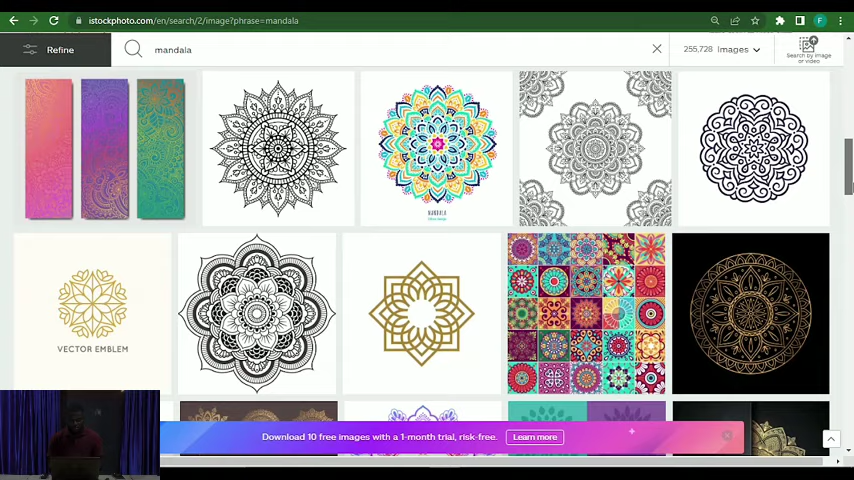 istockphoto.com/en/search/2/image?phrase=mandala
F
Refine
mandala
255,728 Images
Search by image
or video
MANDALA
VECTOR EMBLEM
Download 10 free images with a 1-month trial, risk-free.
Learn more